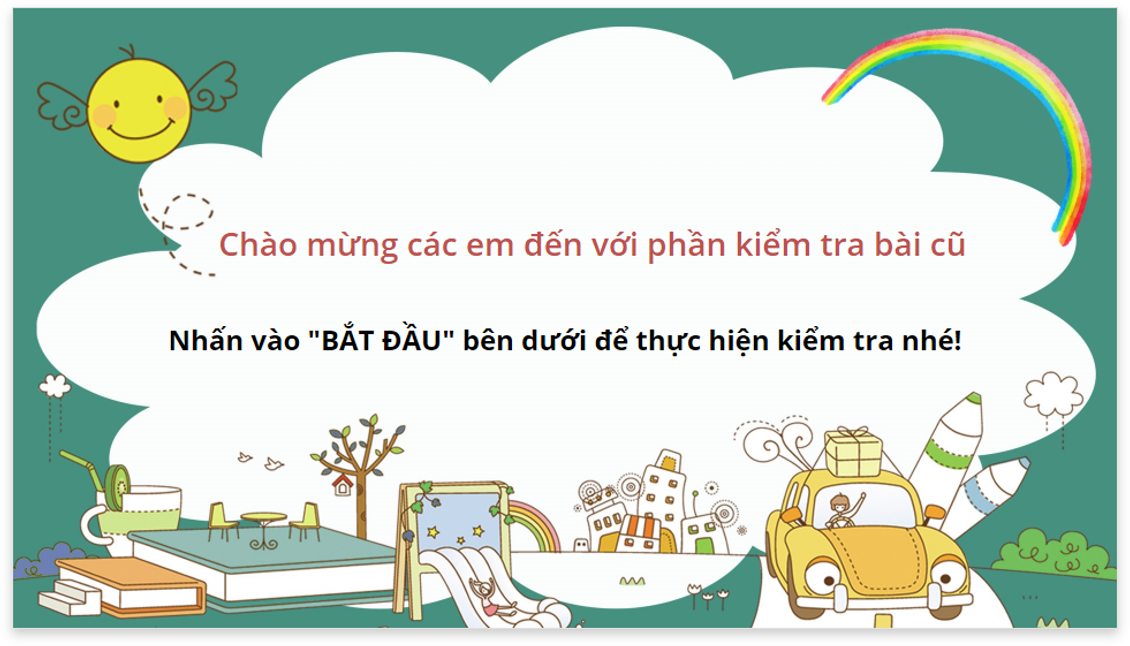 Chào mừng các em đến với phần kiểm tra bài cũ
Nhấn vào "BẮT ĐẦU" bên dưới để thực hiện kiểm tra nhé!